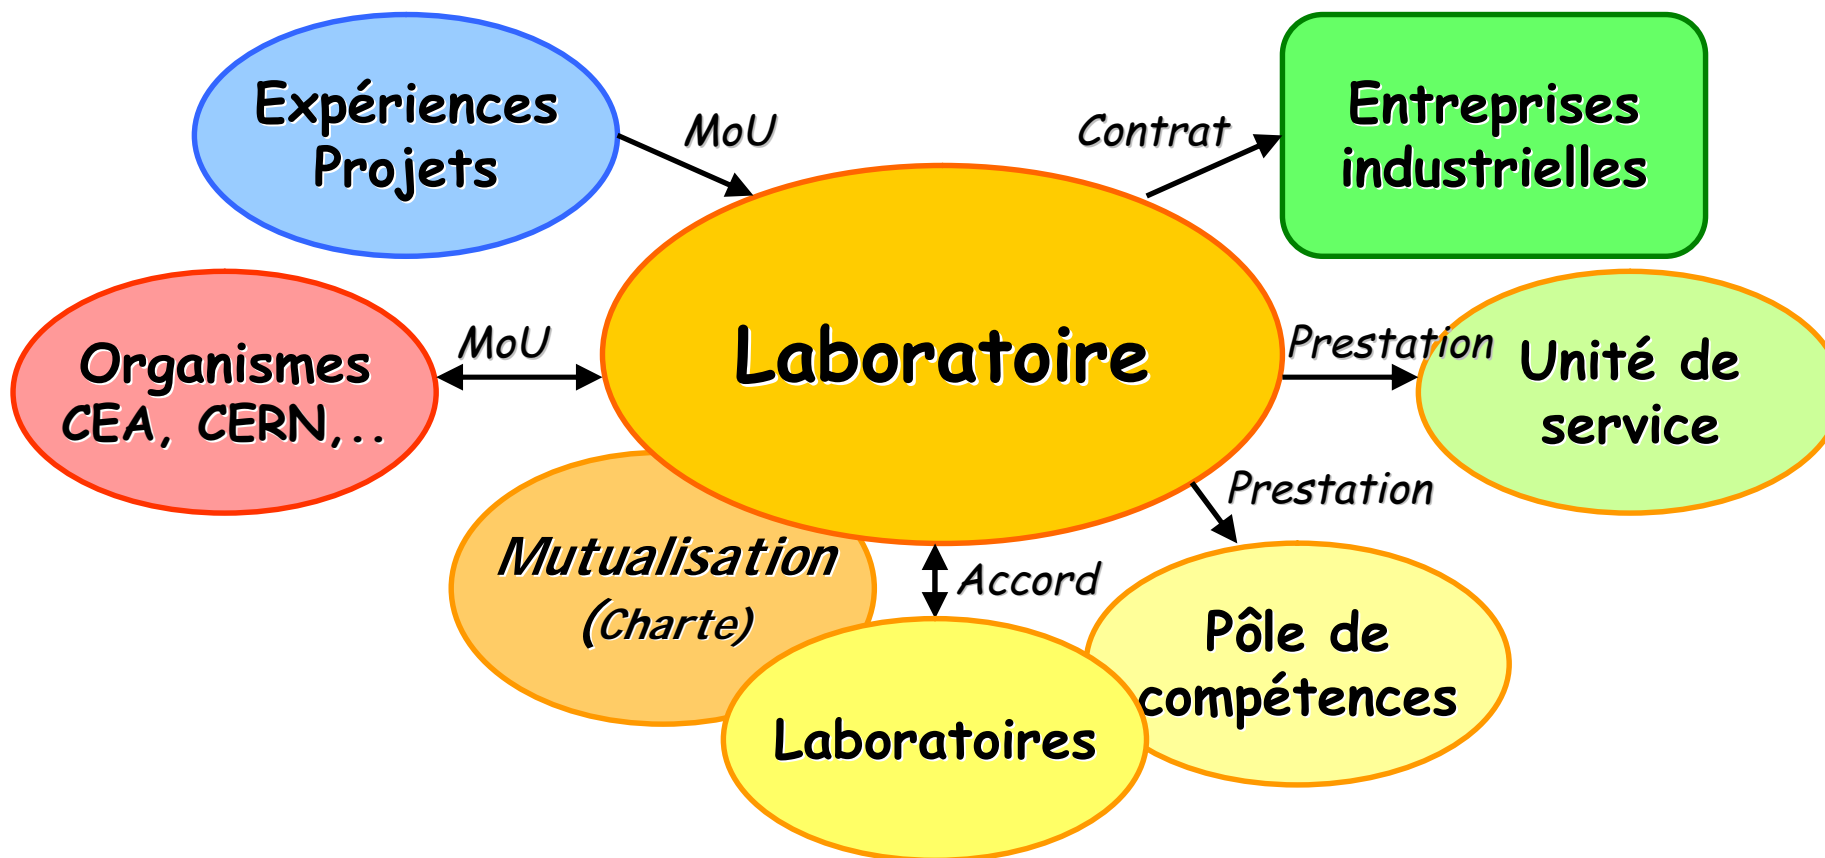 Expériences
Projets
MoU
Contrat
Entreprises
industrielles
Organismes
CEA, CERN,..
MoU
Laboratoire
Prestation
Unité de
service
Prestation
Mutualisation
(Charte)
Accord
Pôle de
compétences
Laboratoires